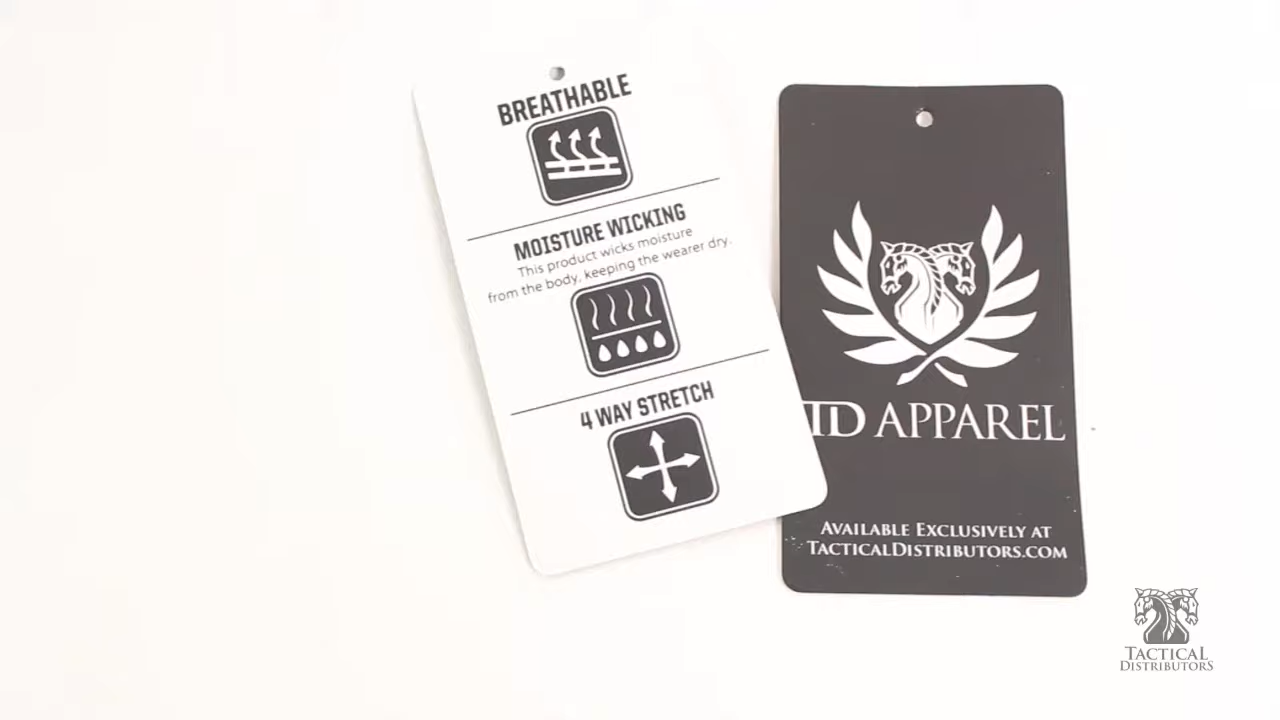 BREATHABLE
MOISTURE WICKING
This product wicks moisture
from the body, keeping the wearer dry.
4 WAY STRETCH
TD APPAREL
AVAILABLE EXCLUSIVELY AT
TACTICALDISTRIBUTORS.COM
TACTICAL
DISTRIBUTORS